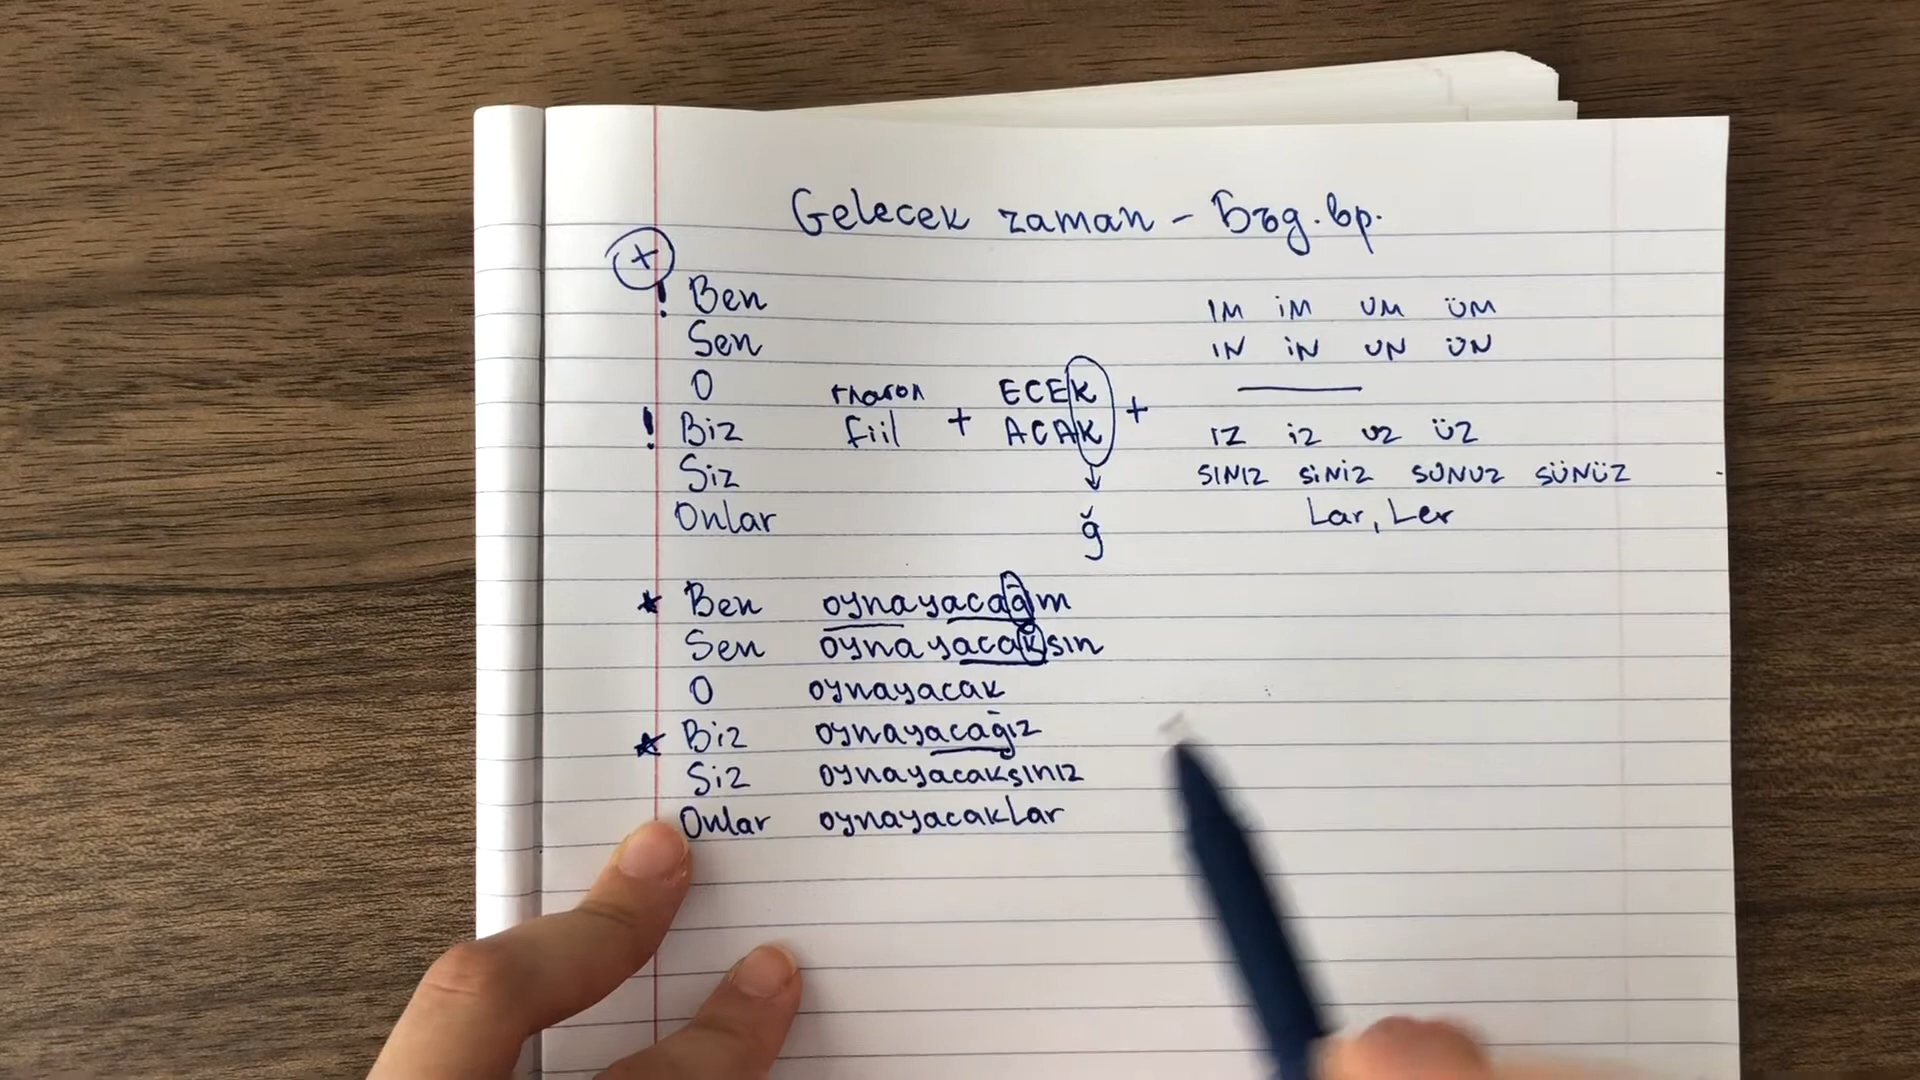 Gelecek zaman - Бъд. вр.
+
! Ben IM İM UM ÜM
Sen IN İN UN ÜN
O глагол ECEK
! Biz fiil + ACAK + IZ İZ UZ ÜZ
Siz SINIZ SİNİZ SUNUZ SÜNÜZ
Onlar ğ Lar, Ler
Ben oynayacağm
Sen oynayacaksın
O oynayacak
Biz oynayacağız
Siz oynayacaksınız
Onlar oynayacakLar